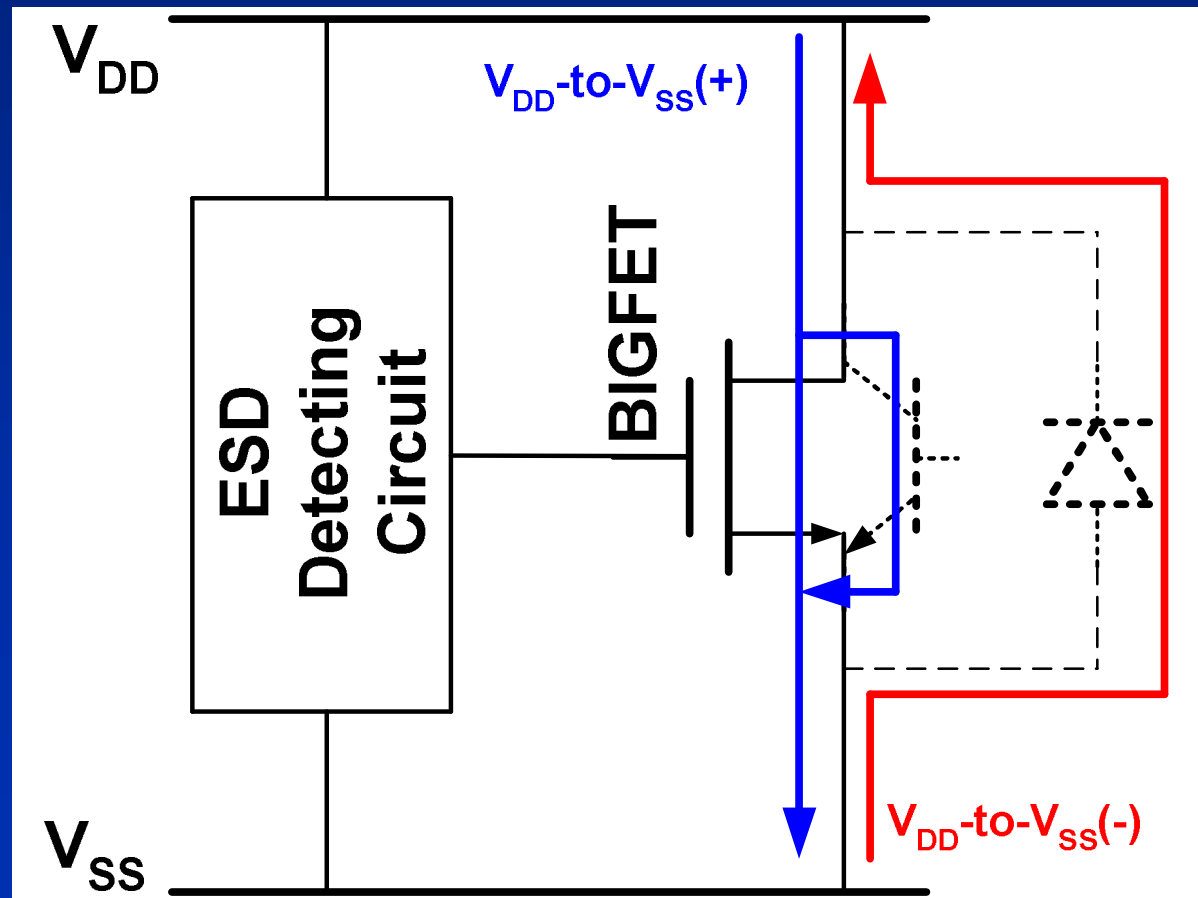 VDD
VDD-to-VSS(+)
BIGFET
ESD
Detecting
Circuit
VDD-to-VSS(-)
VSS